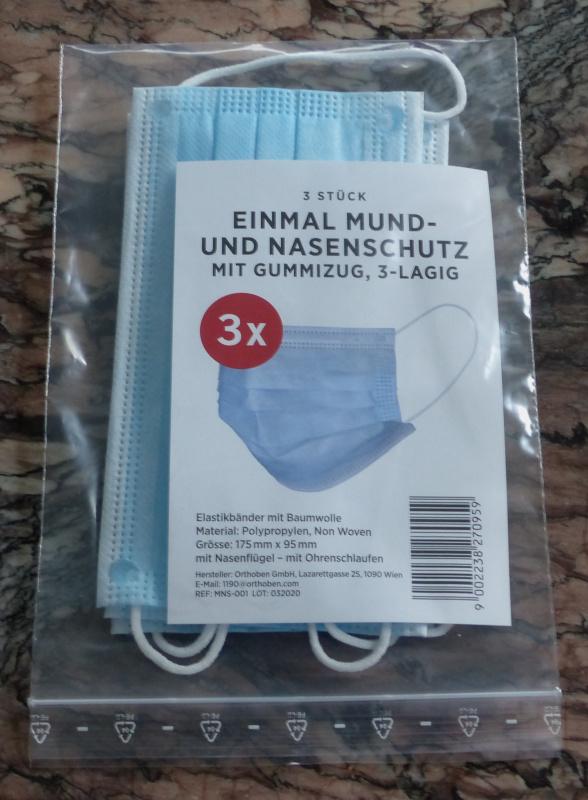 3 STÜCK
EINMAL MUND-
UND NASENSCHUTZ
MIT GUMMIZUG, 3-LAGIG
3x
Elastikbänder mit Baumwolle
Material: Polypropylen, Non Woven
Grösse: 175 mm x 95 mm
mit Nasenflügel – mit Ohrenschlaufen
Hersteller: Orthoben GmbH, Lazarettgasse 25, 1090 Wien
E-Mail: 1190@orthoben.com
REF: MNS-001 LOT: 032020
9 002238 270959